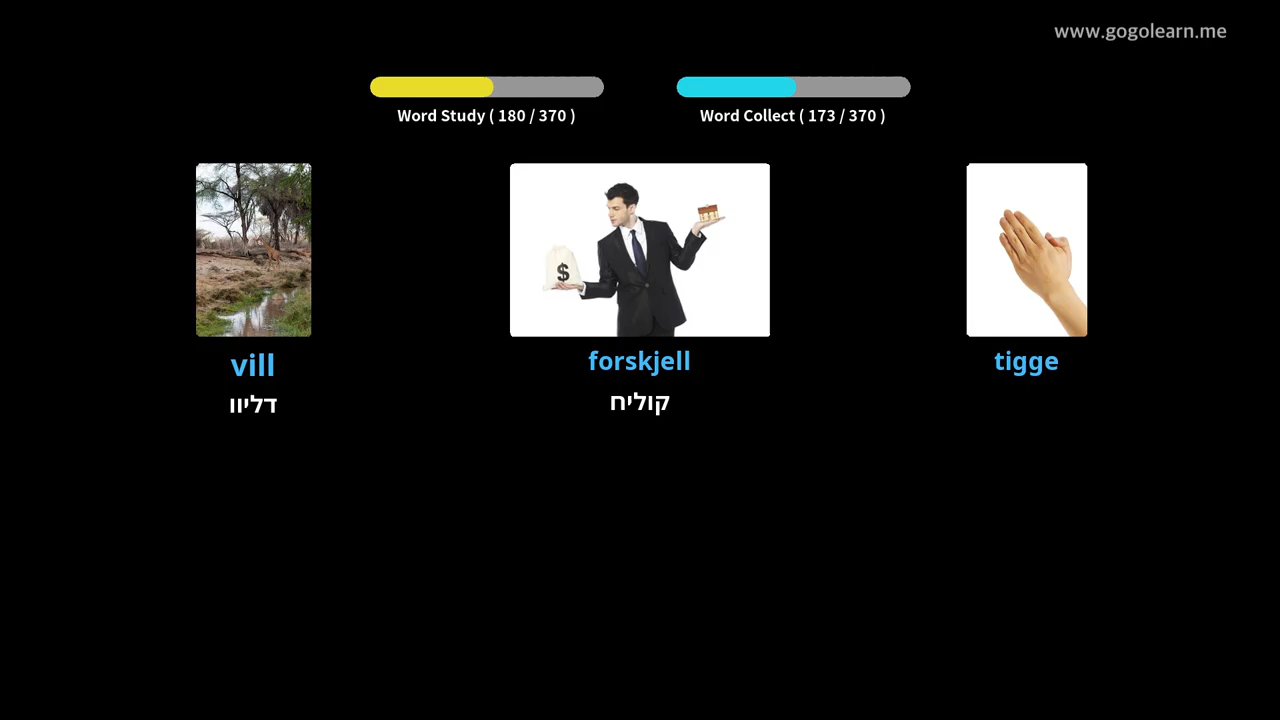 www.gogolearn.me
Word Study ( 180 / 370 )
Word Collect ( 173 / 370 )
$
vill
forskjell
tigge
דליוו
קוליח